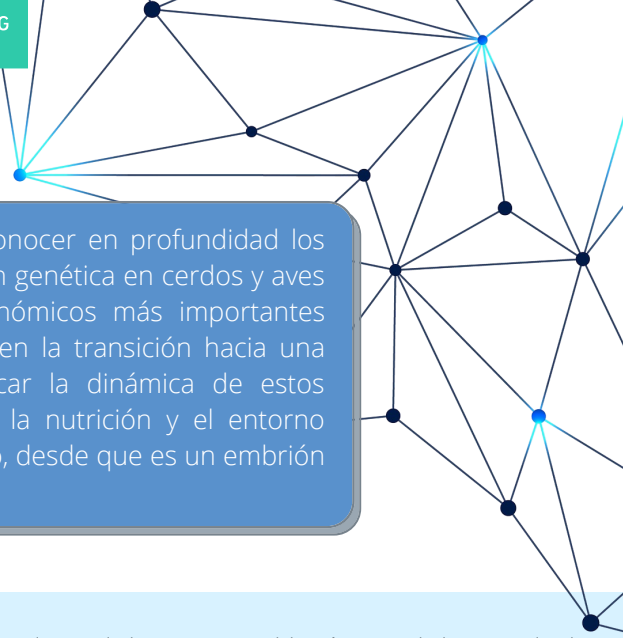 G
onocer en profundidad los
n genética en cerdos y aves
nómicos más importantes
en la transición hacia una
car la dinámica de estos
la nutrición y el entorno
, desde que es un embrión